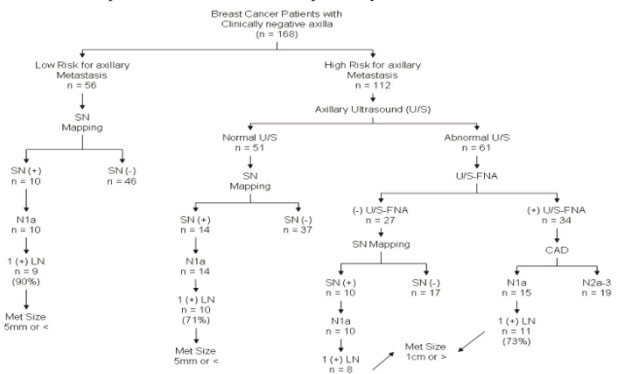 Breast Cancer Patients with
Clinically negative axilla
(n = 168)
Low Risk for axillary
Metastasis
n = 56
High Risk for axillary
Metastasis
n = 112
SN
Mapping
Axillary Ultrasound (U/S)
SN (+)
n = 10
SN (-)
n = 46
Normal U/S
n = 51
Abnormal U/S
n = 61
SN
Mapping
U/S-FNA
N1a
n = 10
SN (+)
n = 14
SN (-)
n = 37
(-) U/S-FNA
n = 27
(+) U/S-FNA
n = 34
SN Mapping
CAD
1 (+) LN
n = 9
(90%)
N1a
n = 14
SN (+)
n = 10
SN (-)
n = 17
N1a
n = 15
N2a-3
n = 19
Met Size
5mm or <
1 (+) LN
n = 10
(71%)
N1a
n = 10
1 (+) LN
n = 11
(73%)
Met Size
5mm or <
1 (+) LN
n = 8
Met Size
1cm or >